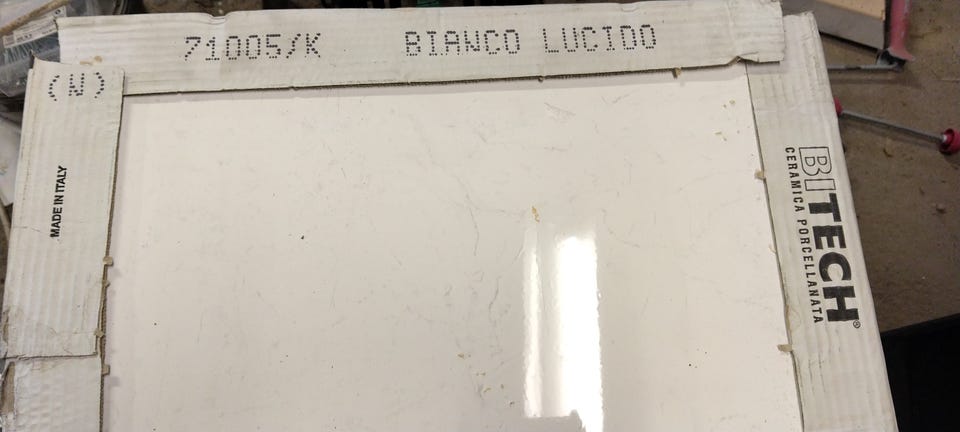 71005/K BIANCO LUCIDO
(N)
MADE IN ITALY
BITECH®
CERAMICA PORCELLANATA